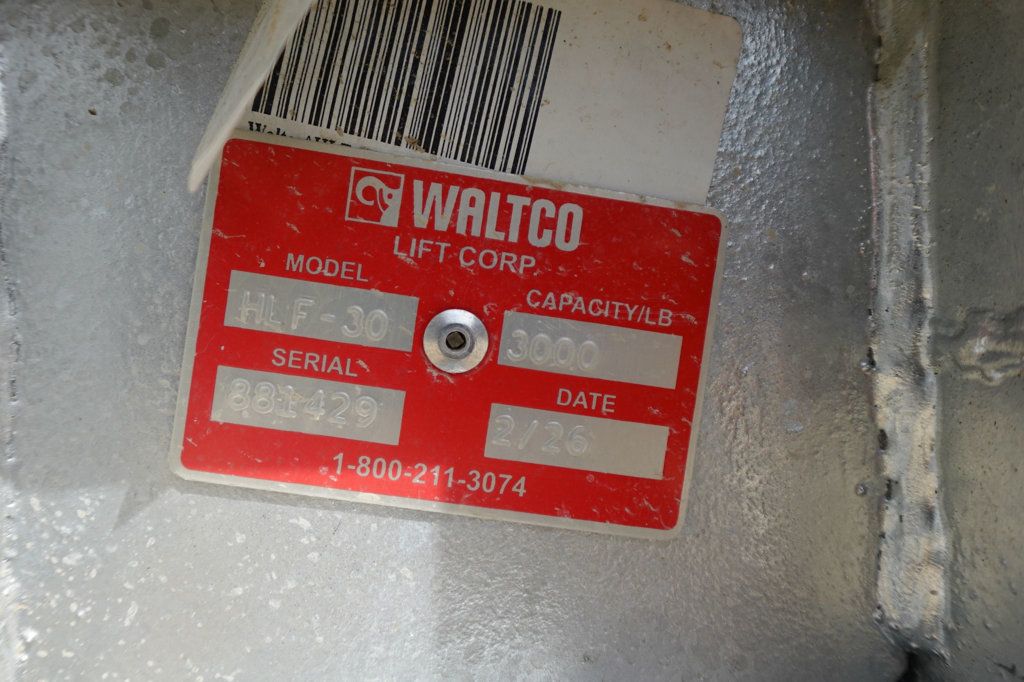 WALTCO
LIFT CORP
MODEL
HLF-30
CAPACITY/LB
3000
SERIAL
881429
DATE
2/26
1-800-211-3074